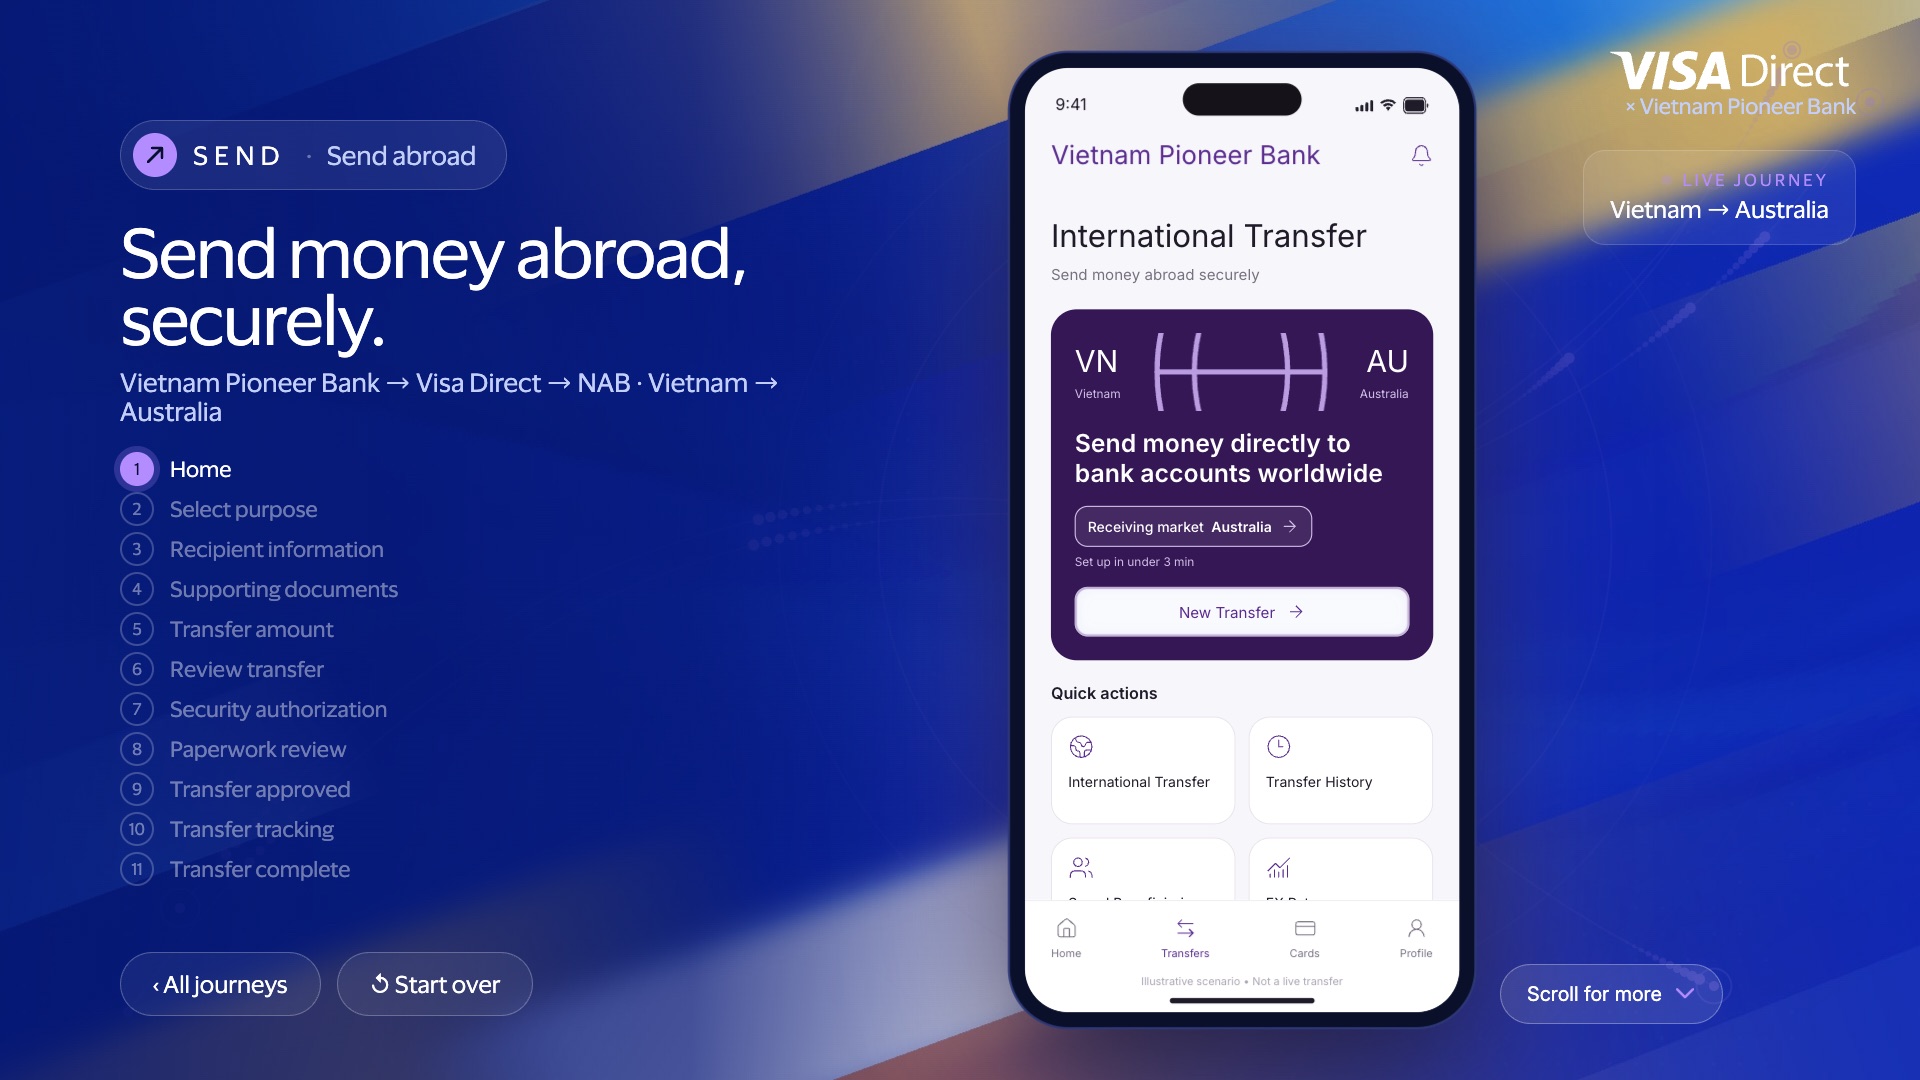 SEND · Send abroad
Send money abroad,
securely.
Vietnam Pioneer Bank → Visa Direct → NAB · Vietnam →
Australia
1 Home
2 Select purpose
3 Recipient information
4 Supporting documents
5 Transfer amount
6 Review transfer
7 Security authorization
8 Paperwork review
9 Transfer approved
10 Transfer tracking
11 Transfer complete
‹ All journeys
Start over
9:41
Vietnam Pioneer Bank
International Transfer
Send money abroad securely
VN
AU
Vietnam
Australia
Send money directly to
bank accounts worldwide
Receiving market Australia →
Set up in under 3 min
New Transfer →
Quick actions
International Transfer
Transfer History
Home
Transfers
Cards
Profile
Illustrative scenario • Not a live transfer
VISA Direct
× Vietnam Pioneer Bank
LIVE JOURNEY
Vietnam → Australia
Scroll for more